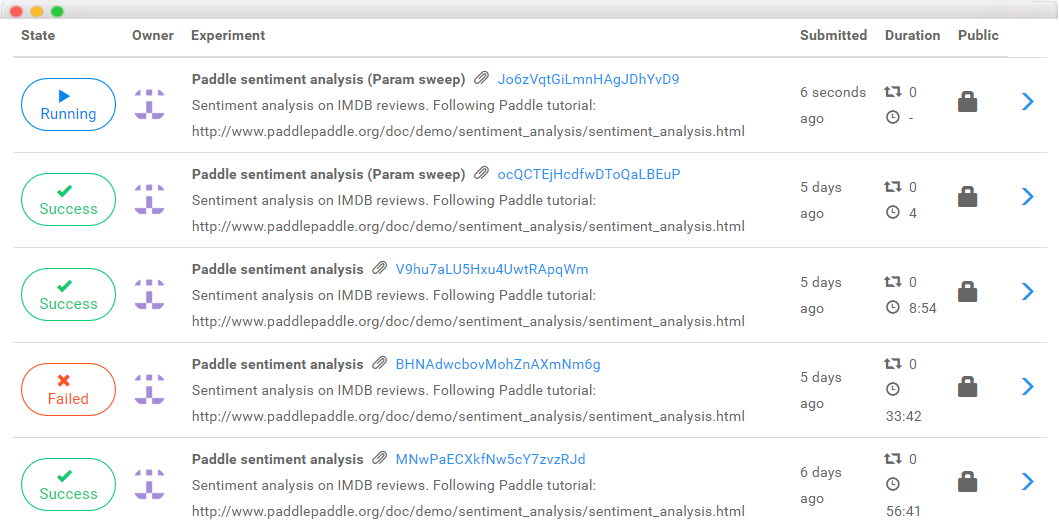 State Owner Experiment Submitted Duration Public
Running
Paddle sentiment analysis (Param sweep) Jo6zVqtGiLmnHAgJDhYvD9
Sentiment analysis on IMDB reviews. Following Paddle tutorial:
http://www.paddlepaddle.org/doc/demo/sentiment_analysis/sentiment_analysis.html
6 seconds
ago
0
-
Success
Paddle sentiment analysis (Param sweep) ocQCTEjHcdfwDToQaLBEuP
Sentiment analysis on IMDB reviews. Following Paddle tutorial:
http://www.paddlepaddle.org/doc/demo/sentiment_analysis/sentiment_analysis.html
5 days
ago
0
4
Success
Paddle sentiment analysis V9hu7aLU5Hxu4UwtRApqWm
Sentiment analysis on IMDB reviews. Following Paddle tutorial:
http://www.paddlepaddle.org/doc/demo/sentiment_analysis/sentiment_analysis.html
5 days
ago
0
8:54
Failed
Paddle sentiment analysis BHNAdwcbovMohZnAXmNm6g
Sentiment analysis on IMDB reviews. Following Paddle tutorial:
http://www.paddlepaddle.org/doc/demo/sentiment_analysis/sentiment_analysis.html
5 days
ago
0
33:42
Success
Paddle sentiment analysis MNwPaECXkfNw5cY7zvzRJd
Sentiment analysis on IMDB reviews. Following Paddle tutorial:
http://www.paddlepaddle.org/doc/demo/sentiment_analysis/sentiment_analysis.html
6 days
ago
0
56:41